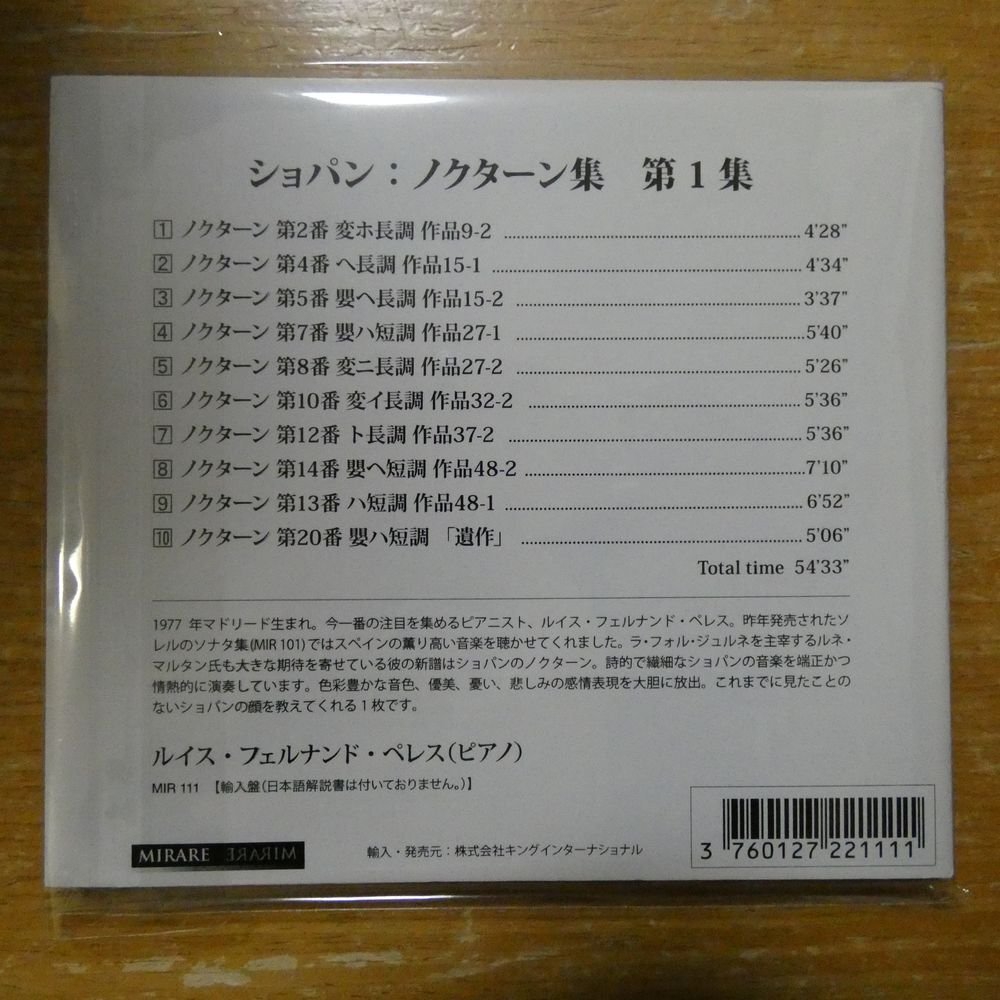 ショパン：ノクターン集　第1集
1 ノクターン 第2番 変ホ長調 作品9-2 4'28"
2 ノクターン 第4番 ヘ長調 作品15-1 4'34"
3 ノクターン 第5番 嬰ヘ長調 作品15-2 3'37"
4 ノクターン 第7番 嬰ハ短調 作品27-1 5'40"
5 ノクターン 第8番 変ニ長調 作品27-2 5'26"
6 ノクターン 第10番 変イ長調 作品32-2 5'36"
7 ノクターン 第12番 ト長調 作品37-2 5'36"
8 ノクターン 第14番 嬰ヘ短調 作品48-2 7'10"
9 ノクターン 第13番 ハ短調 作品48-1 6'52"
10 ノクターン 第20番 嬰ハ短調 「遺作」 5'06"
Total time 54'33"
1977 年マドリード生まれ。今一番の注目を集めるピアニスト、ルイス・フェルナンド・ペレス。昨年発売されたソ
レルのソナタ集(MIR 101)ではスペインの薫り高い音楽を聴かせてくれました。ラ・フォル・ジュルネを主宰するルネ・
マルタン氏も大きな期待を寄せている彼の新譜はショパンのノクターン。詩的で繊細なショパンの音楽を端正かつ
情熱的に演奏しています。色彩豊かな音色、優美、憂い、悲しみの感情表現を大胆に放出。これまでに見たことの
ないショパンの顔を教えてくれる1枚です。
ルイス・フェルナンド・ペレス(ピアノ)
MIR 111 【輸入盤(日本語解説書は付いておりません。)】
MIRARE MIRARE
輸入・発売元：株式会社キングインターナショナル
3 760127 221111